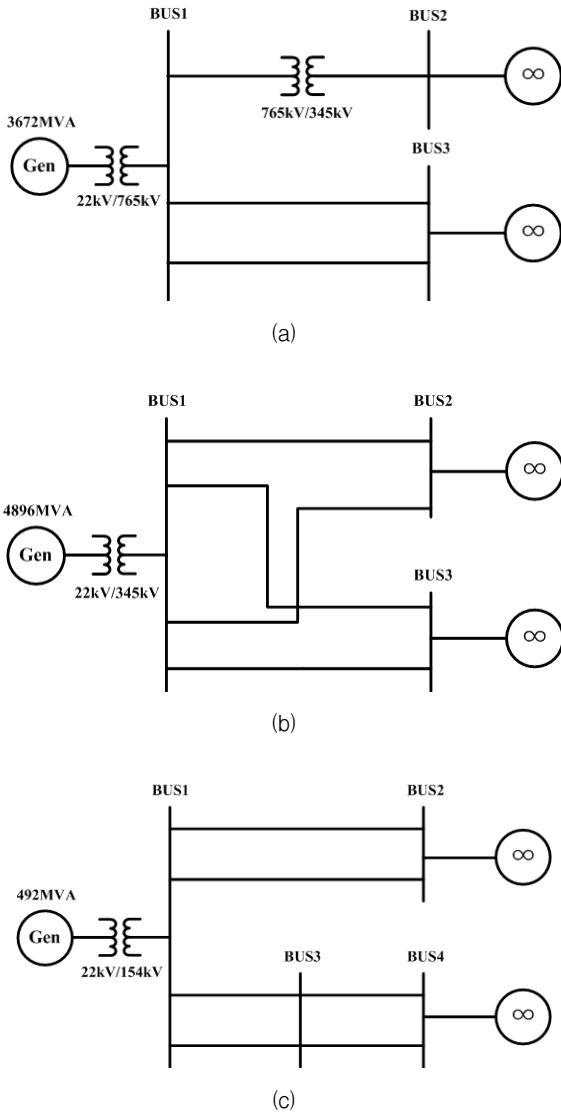 BUS1
BUS2
∞
765kV/345kV
3672MVA
BUS3
Gen
22kV/765kV
∞
(a)
BUS1
BUS2
∞
4896MVA
Gen
22kV/345kV
BUS3
∞
(b)
BUS1
BUS2
∞
492MVA
Gen
22kV/154kV
BUS3
BUS4
∞
(c)